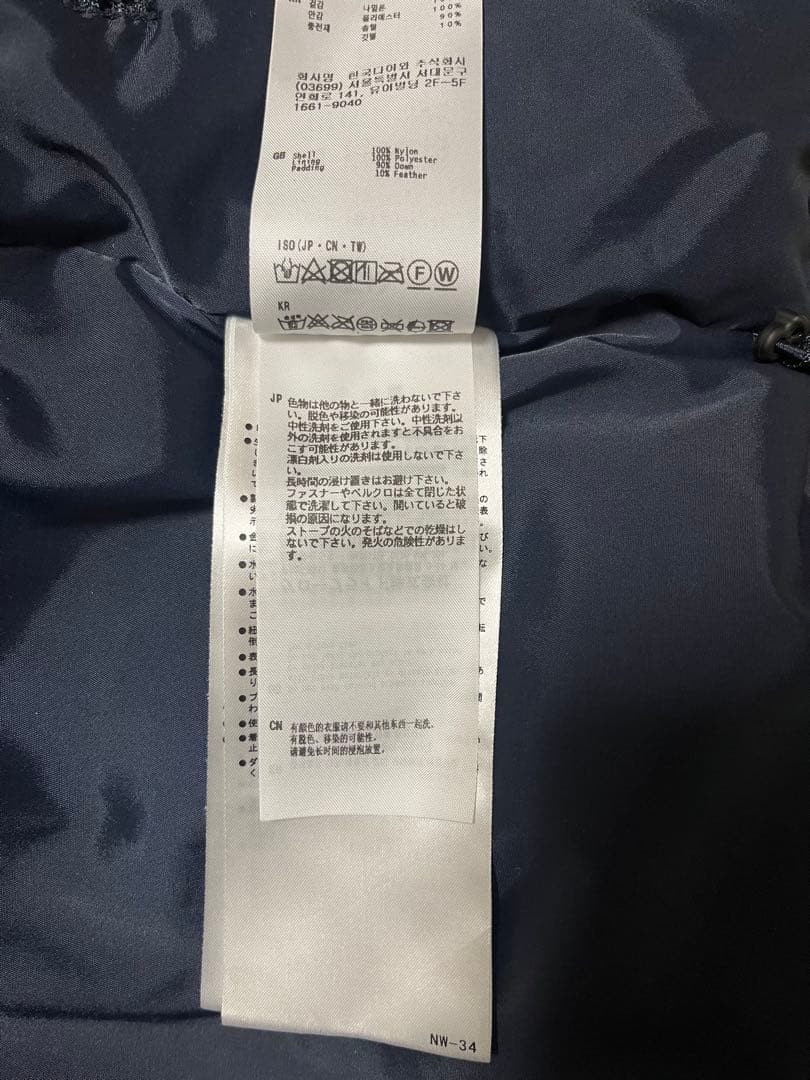 겉감 나일론 100%
안감 폴리에스터 100%
충전재 솜털 90%
깃털 10%
회사명 한국다이와 주식회사
(03699) 서울특별시 서대문구
연희로 141, 유어빌딩 2F-5F
1661-9040
GB Shell 100% Nylon
Lining 100% Polyester
Padding 90% Down
10% Feather
ISO(JP・CN・TW)
F W
KR
JP 色物は他の物と一緒に洗わないで下さ
い。脱色や移染の可能性があります。
中性洗剤をご使用下さい。中性洗剤以
外の洗剤を使用されますと不具合をお
こす可能性があります。
漂白剤入りの洗剤は使用しないで下さ
い。
長時間の浸け置きはお避け下さい。
ファスナーやベルクロは全て閉じた状
態で洗濯して下さい。開いていると破
損の原因になります。
ストーブの火のそばなどでの乾燥はし
ないで下さい。発火の危険性がありま
す。
CN 有颜色的衣服请不要和其他东西一起洗.
有脱色、移染的可能性.
请避免长时间的浸泡放置.
NW-34